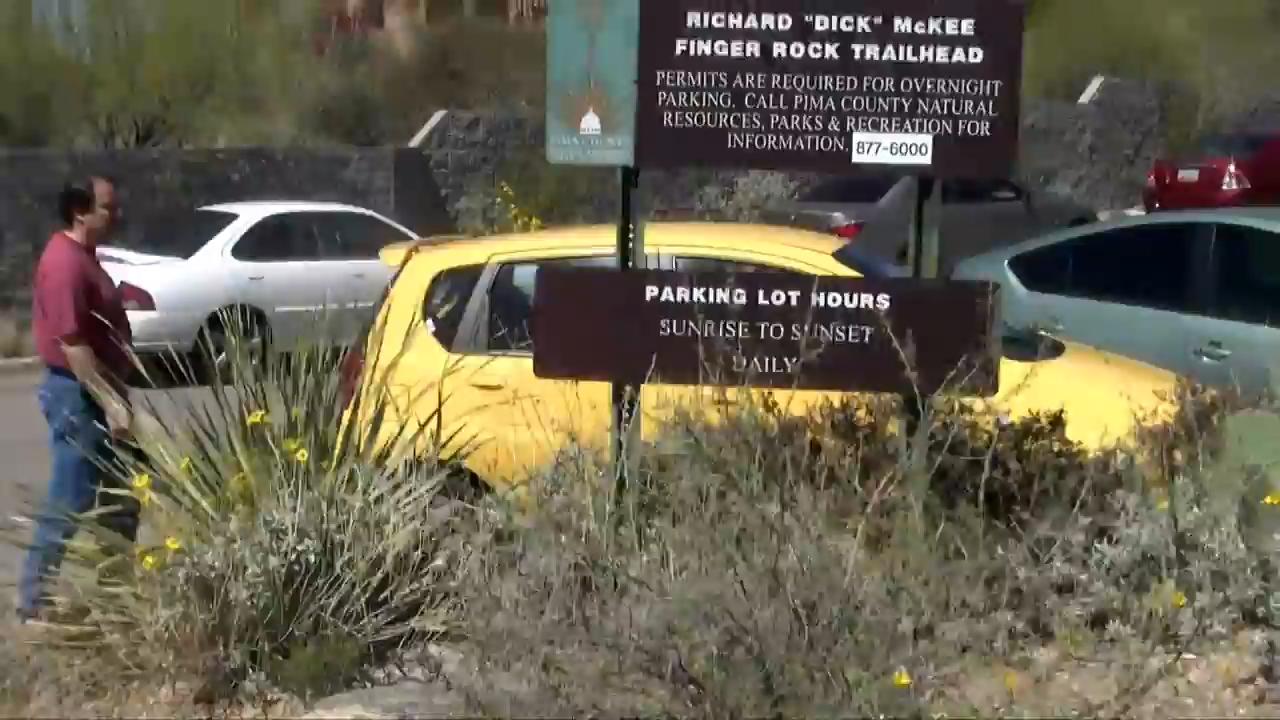 RICHARD "DICK" McKEE
FINGER ROCK TRAILHEAD
PERMITS ARE REQUIRED FOR OVERNIGHT
PARKING. CALL PIMA COUNTY NATURAL
RESOURCES, PARKS & RECREATION FOR
INFORMATION. 877-6000
PARKING LOT HOURS
SUNRISE TO SUNSET
DAILY